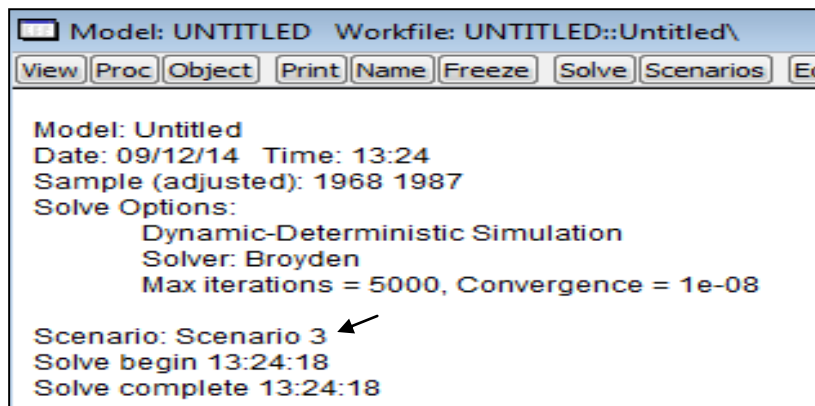 Model: UNTITLED Workfile: UNTITLED::Untitled\
View Proc Object Print Name Freeze Solve Scenarios
Model: Untitled
Date: 09/12/14 Time: 13:24
Sample (adjusted): 1968 1987
Solve Options:
Dynamic-Deterministic Simulation
Solver: Broyden
Max iterations = 5000, Convergence = 1e-08
Scenario: Scenario 3
Solve begin 13:24:18
Solve complete 13:24:18